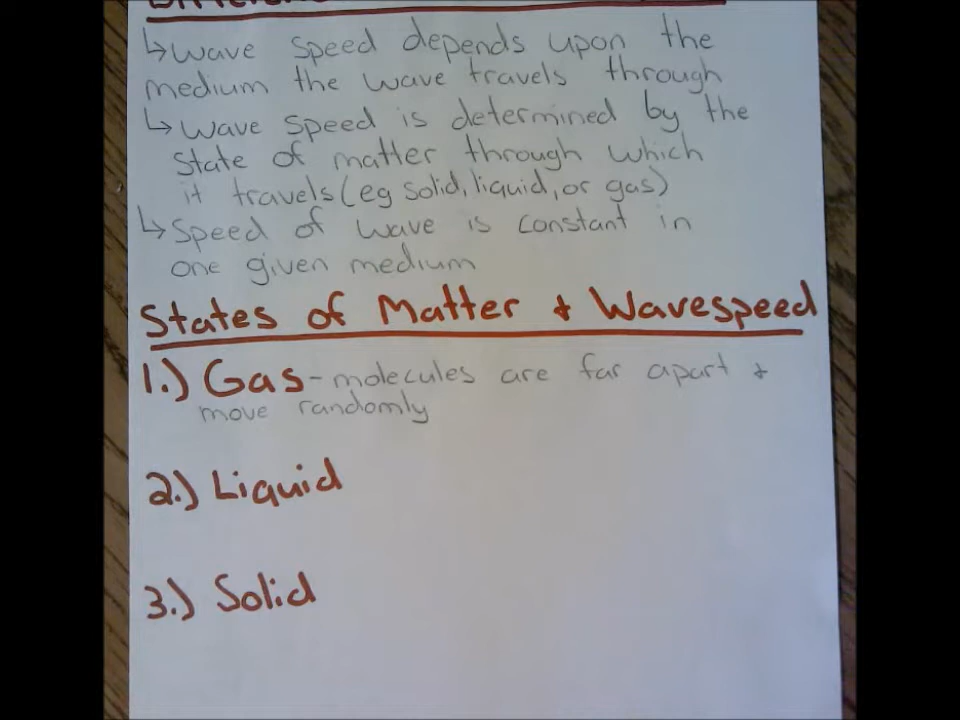 ↳ wave speed depends upon the
medium the wave travels through
↳ Wave speed is determined by the
state of matter through which
it travels (eg solid, liquid, or gas)
↳ Speed of wave is constant in
one given medium
States of Matter + Wavespeed
1.) Gas - molecules are far apart +
move randomly
2.) Liquid
3.) Solid